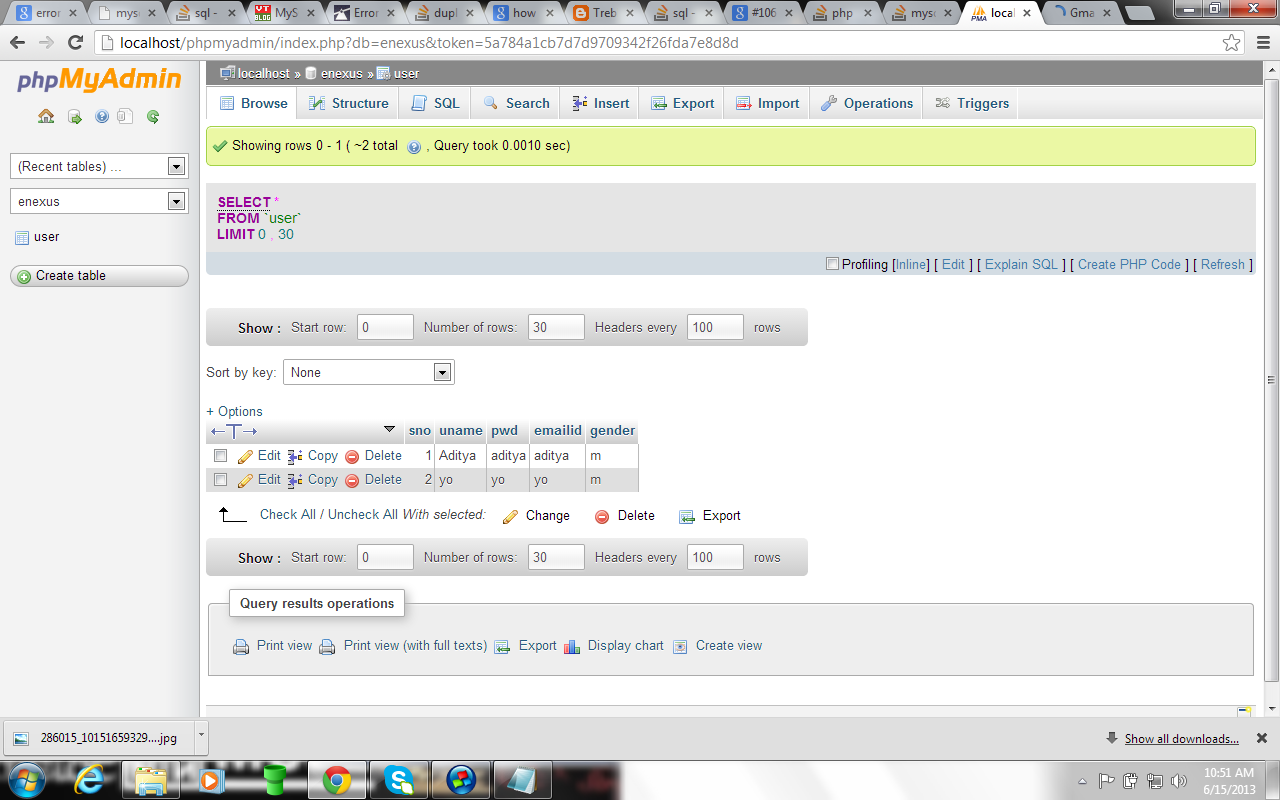 error
mysc
sql -
VT BLOG MyS
Error
dupl
how
Treb
sql -
#106
php
mysc
PMA local
Gma
localhost/phpmyadmin/index.php?db=enexus&token=5a784a1cb7d7d9709342f26fda7e8d8d
phpMyAdmin
(Recent tables) ...
enexus
user
Create table
localhost » enexus » user
Browse Structure SQL Search Insert Export Import Operations Triggers
Showing rows 0 - 1 ( ~2 total , Query took 0.0010 sec)
SELECT *
FROM `user`
LIMIT 0 , 30
Profiling [Inline] [ Edit ] [ Explain SQL ] [ Create PHP Code ] [ Refresh ]
Show : Start row: 0 Number of rows: 30 Headers every 100 rows
Sort by key: None
+ Options
←T→ sno uname pwd emailid gender
Edit Copy Delete 1 Aditya aditya aditya m
Edit Copy Delete 2 yo yo yo m
Check All / Uncheck All With selected: Change Delete Export
Show : Start row: 0 Number of rows: 30 Headers every 100 rows
Query results operations
Print view Print view (with full texts) Export Display chart Create view
286015_10151659329....jpg
Show all downloads...
10:51 AM
6/15/2013